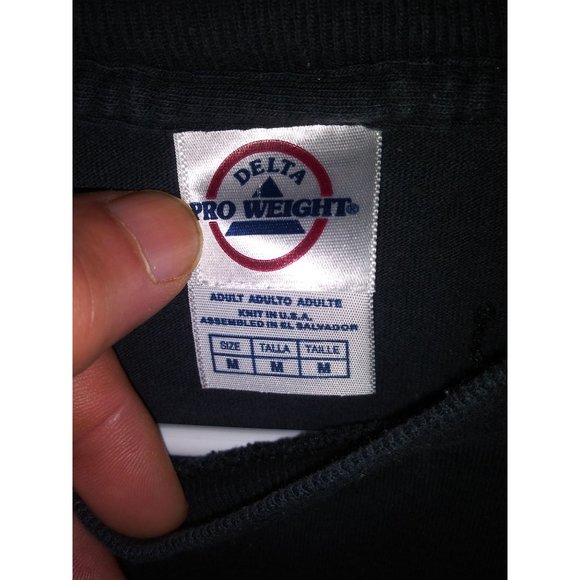 DELTA
PRO WEIGHT®
ADULT ADULTO ADULTE
KNIT IN U.S.A.
ASSEMBLED IN EL SALVADOR
SIZE TALLA TAILLE
M M M